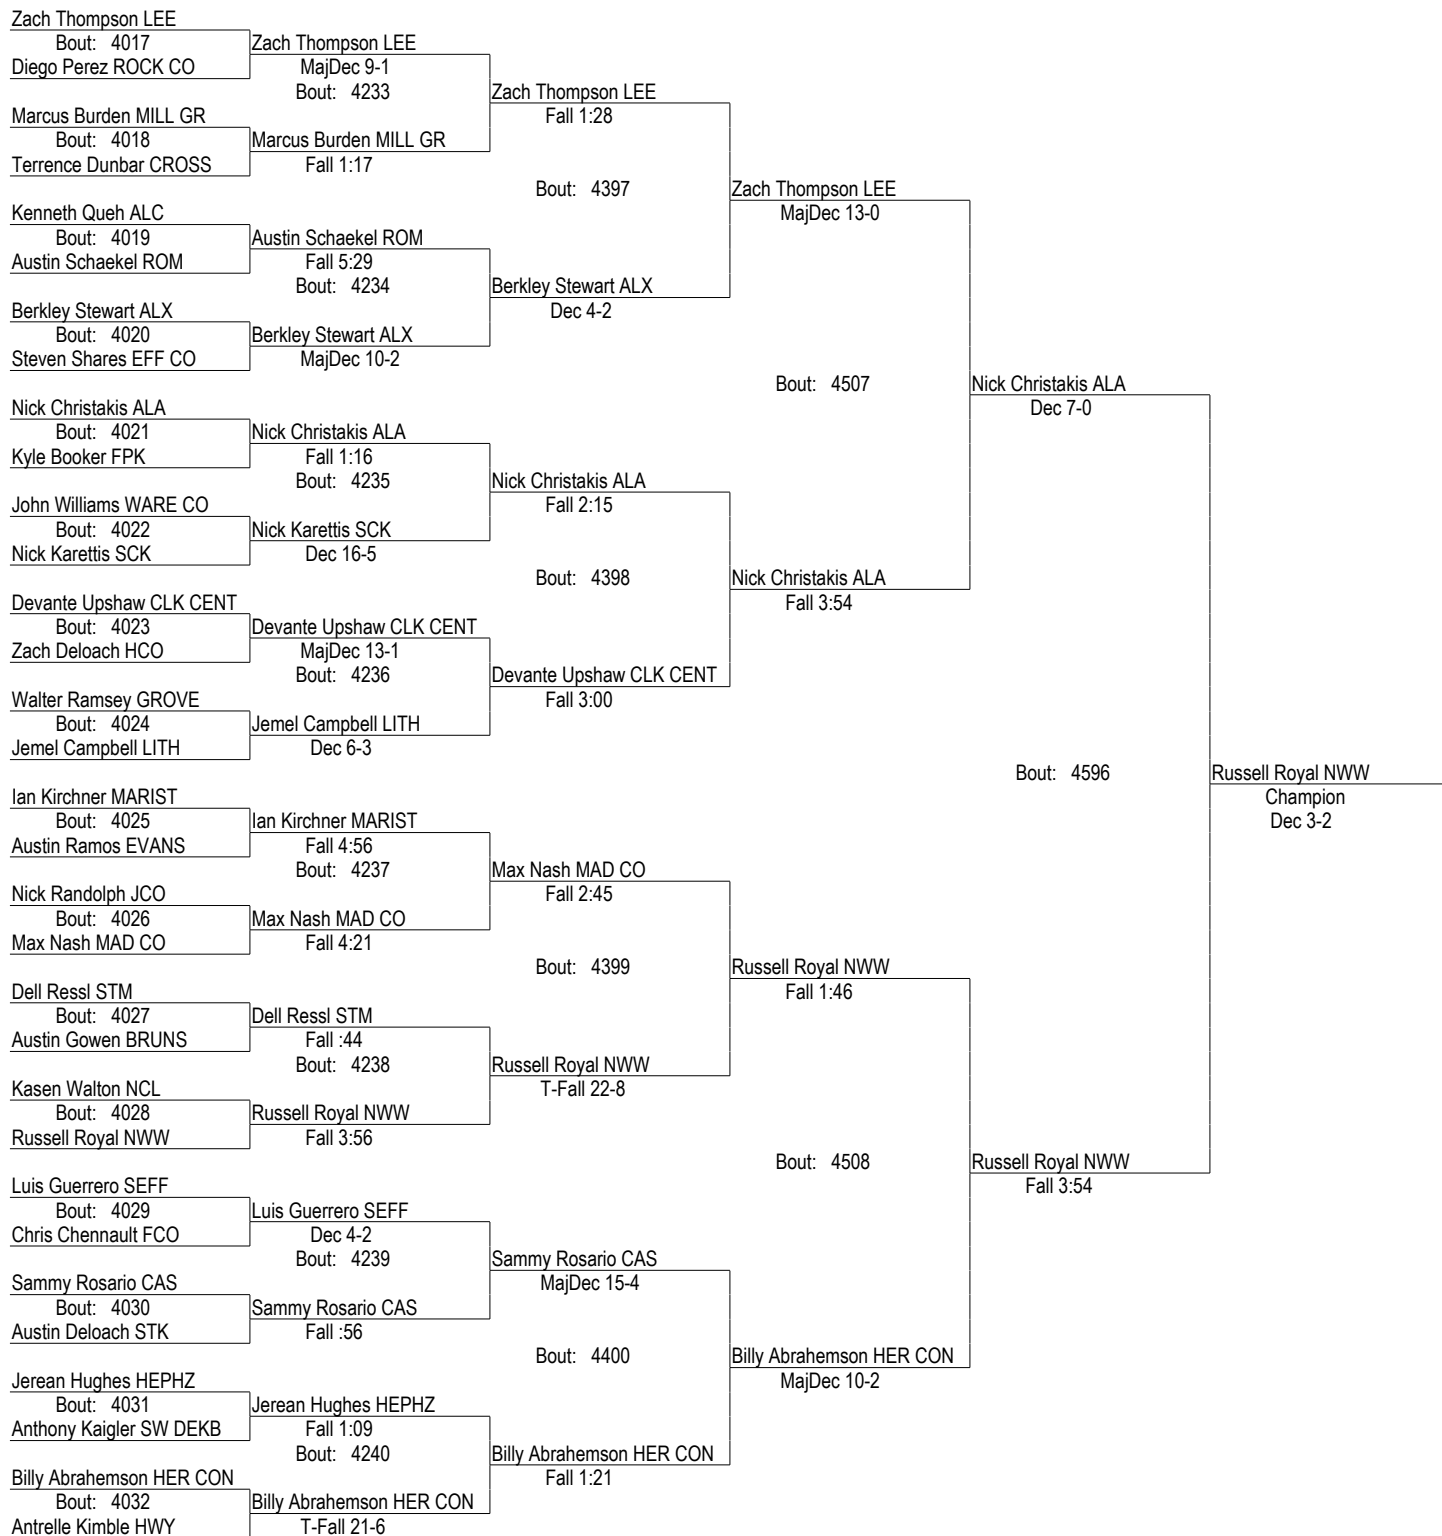 Zach Thompson LEE
Bout: 4017
Zach Thompson LEE
Diego Perez ROCK CO
MajDec 9-1
Bout: 4233
Zach Thompson LEE
Marcus Burden MILL GR
Fall 1:28
Bout: 4018
Marcus Burden MILL GR
Terrence Dunbar CROSS
Fall 1:17
Bout: 4397
Zach Thompson LEE
Kenneth Queh ALC
MajDec 13-0
Bout: 4019
Austin Schaekel ROM
Austin Schaekel ROM
Fall 5:29
Bout: 4234
Berkley Stewart ALX
Berkley Stewart ALX
Dec 4-2
Bout: 4020
Berkley Stewart ALX
Steven Shares EFF CO
MajDec 10-2
Bout: 4507
Nick Christakis ALA
Nick Christakis ALA
Dec 7-0
Bout: 4021
Nick Christakis ALA
Kyle Booker FPK
Fall 1:16
Bout: 4235
Nick Christakis ALA
John Williams WARE CO
Fall 2:15
Bout: 4022
Nick Karettis SCK
Nick Karettis SCK
Dec 16-5
Bout: 4398
Nick Christakis ALA
Devante Upshaw CLK CENT
Fall 3:54
Bout: 4023
Devante Upshaw CLK CENT
Zach Deloach HCO
MajDec 13-1
Bout: 4236
Devante Upshaw CLK CENT
Walter Ramsey GROVE
Fall 3:00
Bout: 4024
Jemel Campbell LITH
Jemel Campbell LITH
Dec 6-3
Bout: 4596
Russell Royal NWW
Ian Kirchner MARIST
Champion
Bout: 4025
Ian Kirchner MARIST
Dec 3-2
Austin Ramos EVANS
Fall 4:56
Bout: 4237
Max Nash MAD CO
Nick Randolph JCO
Fall 2:45
Bout: 4026
Max Nash MAD CO
Max Nash MAD CO
Fall 4:21
Bout: 4399
Russell Royal NWW
Dell Ressl STM
Fall 1:46
Bout: 4027
Dell Ressl STM
Austin Gowen BRUNS
Fall :44
Bout: 4238
Russell Royal NWW
Kasen Walton NCL
T-Fall 22-8
Bout: 4028
Russell Royal NWW
Russell Royal NWW
Fall 3:56
Bout: 4508
Russell Royal NWW
Luis Guerrero SEFF
Fall 3:54
Bout: 4029
Luis Guerrero SEFF
Chris Chennault FCO
Dec 4-2
Bout: 4239
Sammy Rosario CAS
Sammy Rosario CAS
MajDec 15-4
Bout: 4030
Sammy Rosario CAS
Austin Deloach STK
Fall :56
Bout: 4400
Billy Abrahemson HER CON
Jerean Hughes HEPHZ
MajDec 10-2
Bout: 4031
Jerean Hughes HEPHZ
Anthony Kaigler SW DEKB
Fall 1:09
Bout: 4240
Billy Abrahemson HER CON
Billy Abrahemson HER CON
Fall 1:21
Bout: 4032
Billy Abrahemson HER CON
Antrelle Kimble HWY
T-Fall 21-6